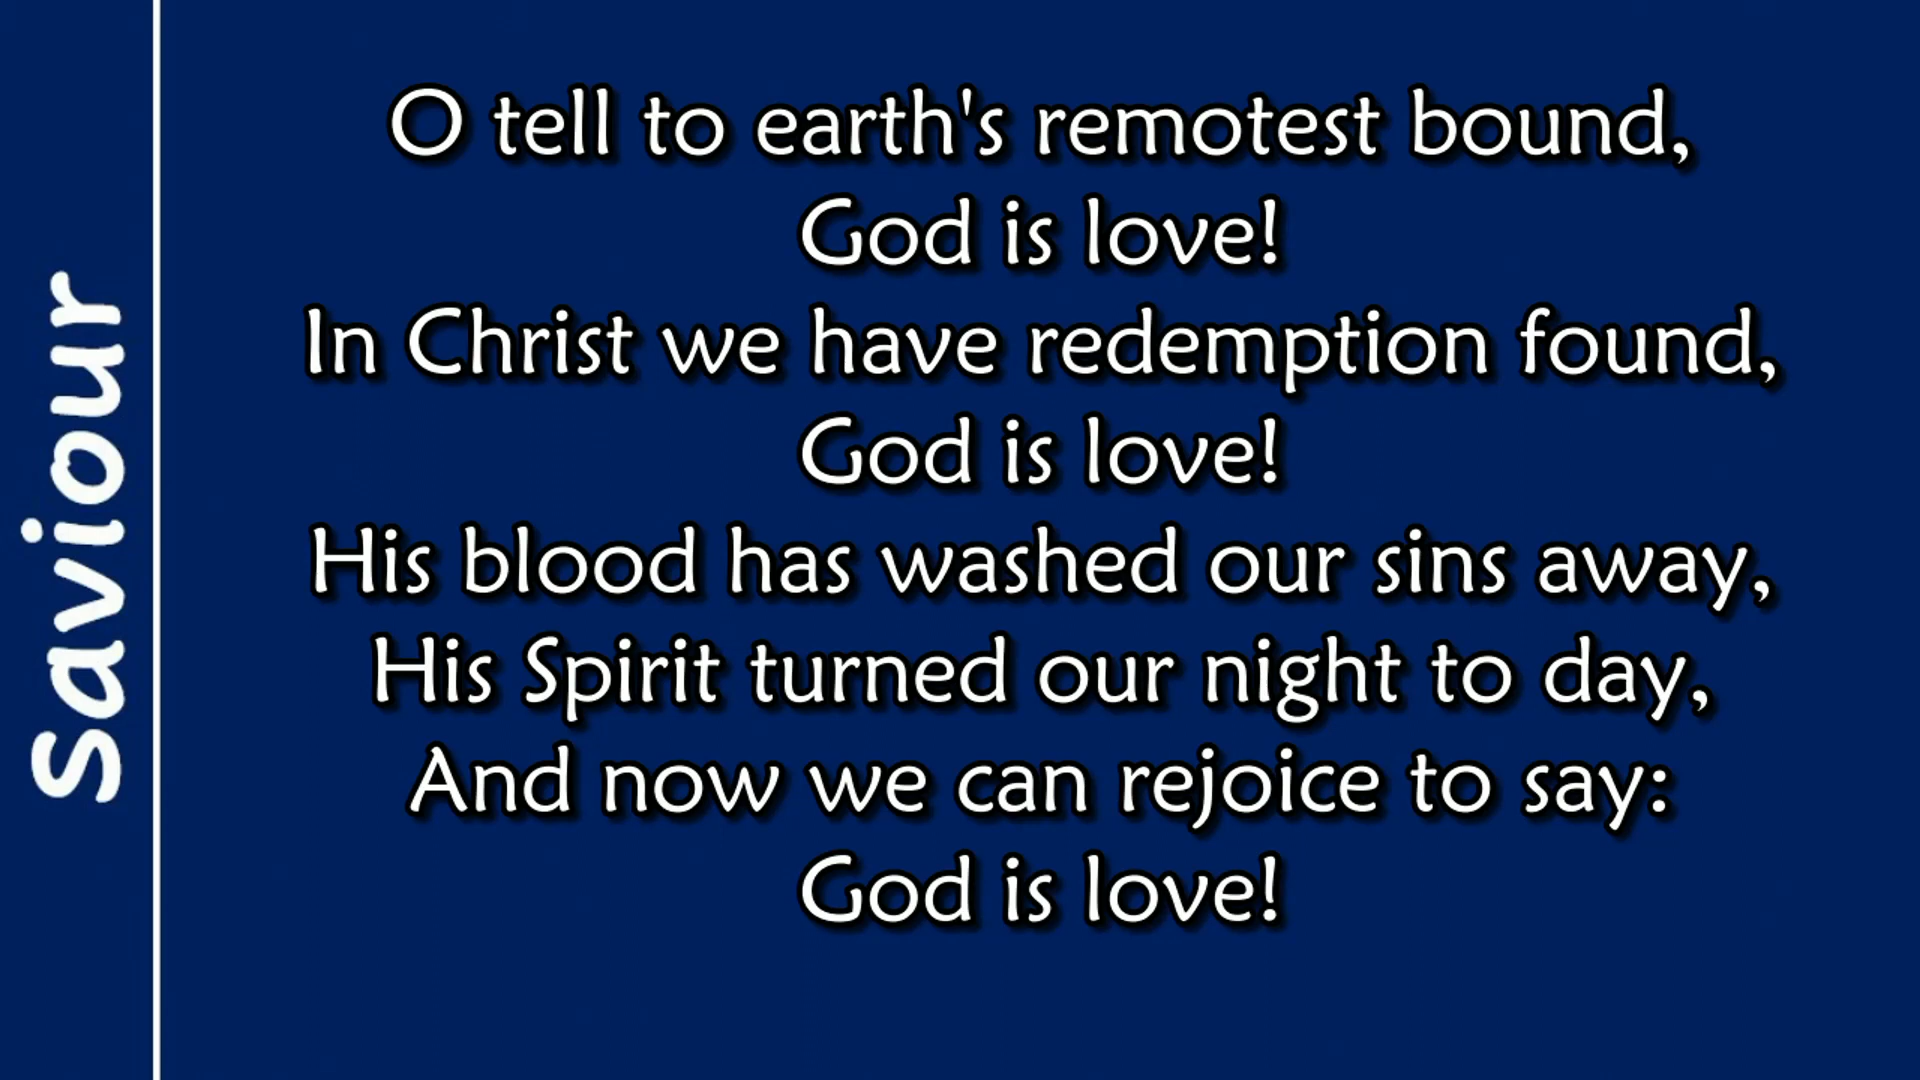 Saviour
O tell to earth's remotest bound,
God is love!
In Christ we have redemption found,
God is love!
His blood has washed our sins away,
His Spirit turned our night to day,
And now we can rejoice to say:
God is love!